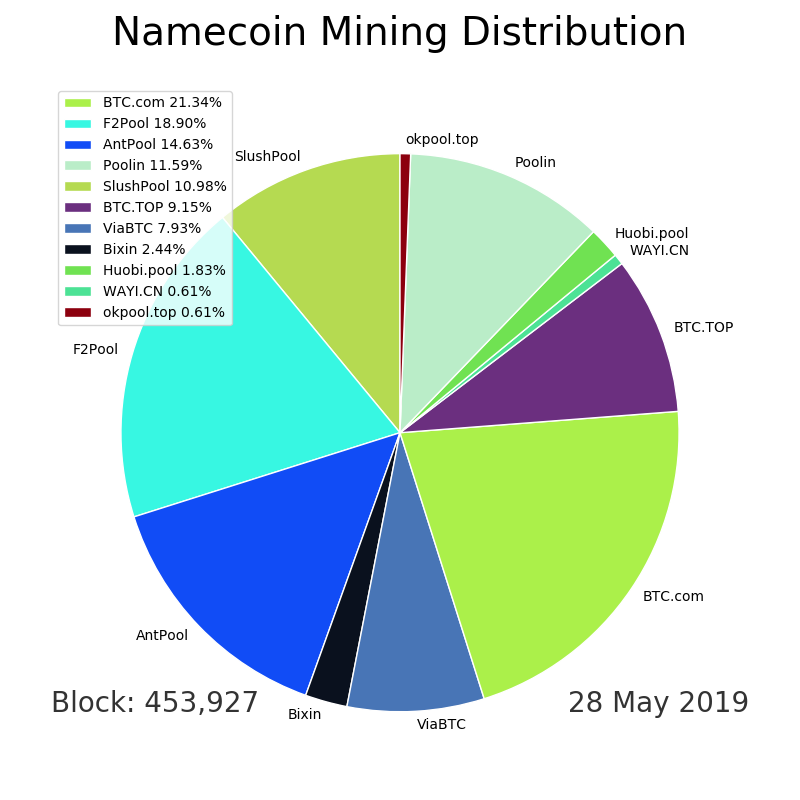 Namecoin Mining Distribution
BTC.com 21.34%
F2Pool 18.90%
AntPool 14.63%
Poolin 11.59%
SlushPool 10.98%
BTC.TOP 9.15%
ViaBTC 7.93%
Bixin 2.44%
Huobi.pool 1.83%
WAYI.CN 0.61%
okpool.top 0.61%
okpool.top
SlushPool
Poolin
Huobi.pool
WAYI.CN
BTC.TOP
F2Pool
BTC.com
AntPool
Bixin
ViaBTC
Block: 453,927
28 May 2019